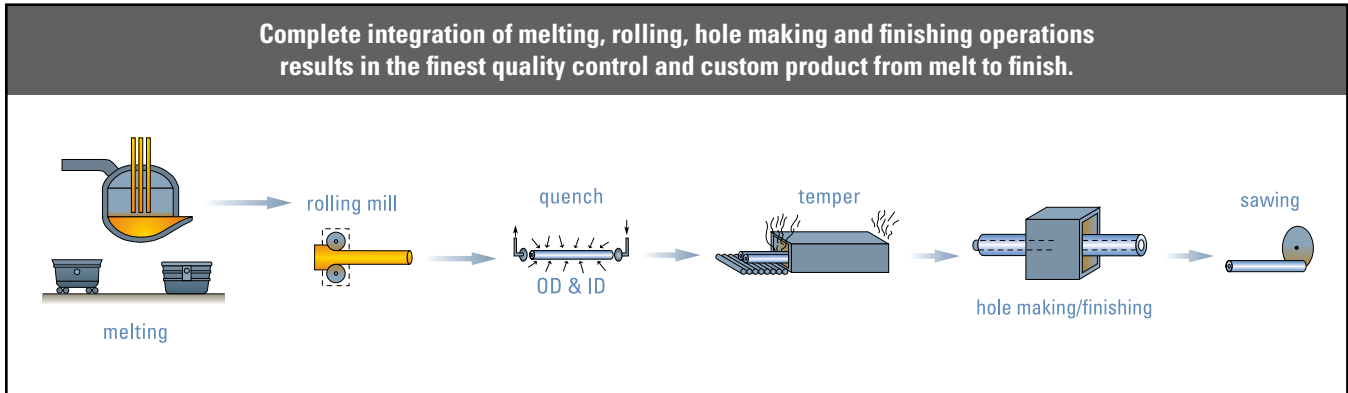 Complete integration of melting, rolling, hole making and finishing operations
results in the finest quality control and custom product from melt to finish.
melting
rolling mill
quench
OD & ID
temper
hole making/finishing
sawing